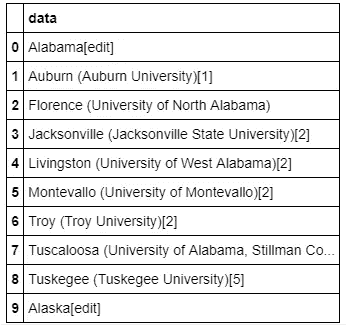 data
0 Alabama[edit]
1 Auburn (Auburn University)[1]
2 Florence (University of North Alabama)
3 Jacksonville (Jacksonville State University)[2]
4 Livingston (University of West Alabama)[2]
5 Montevallo (University of Montevallo)[2]
6 Troy (Troy University)[2]
7 Tuscaloosa (University of Alabama, Stillman Co...
8 Tuskegee (Tuskegee University)[5]
9 Alaska[edit]